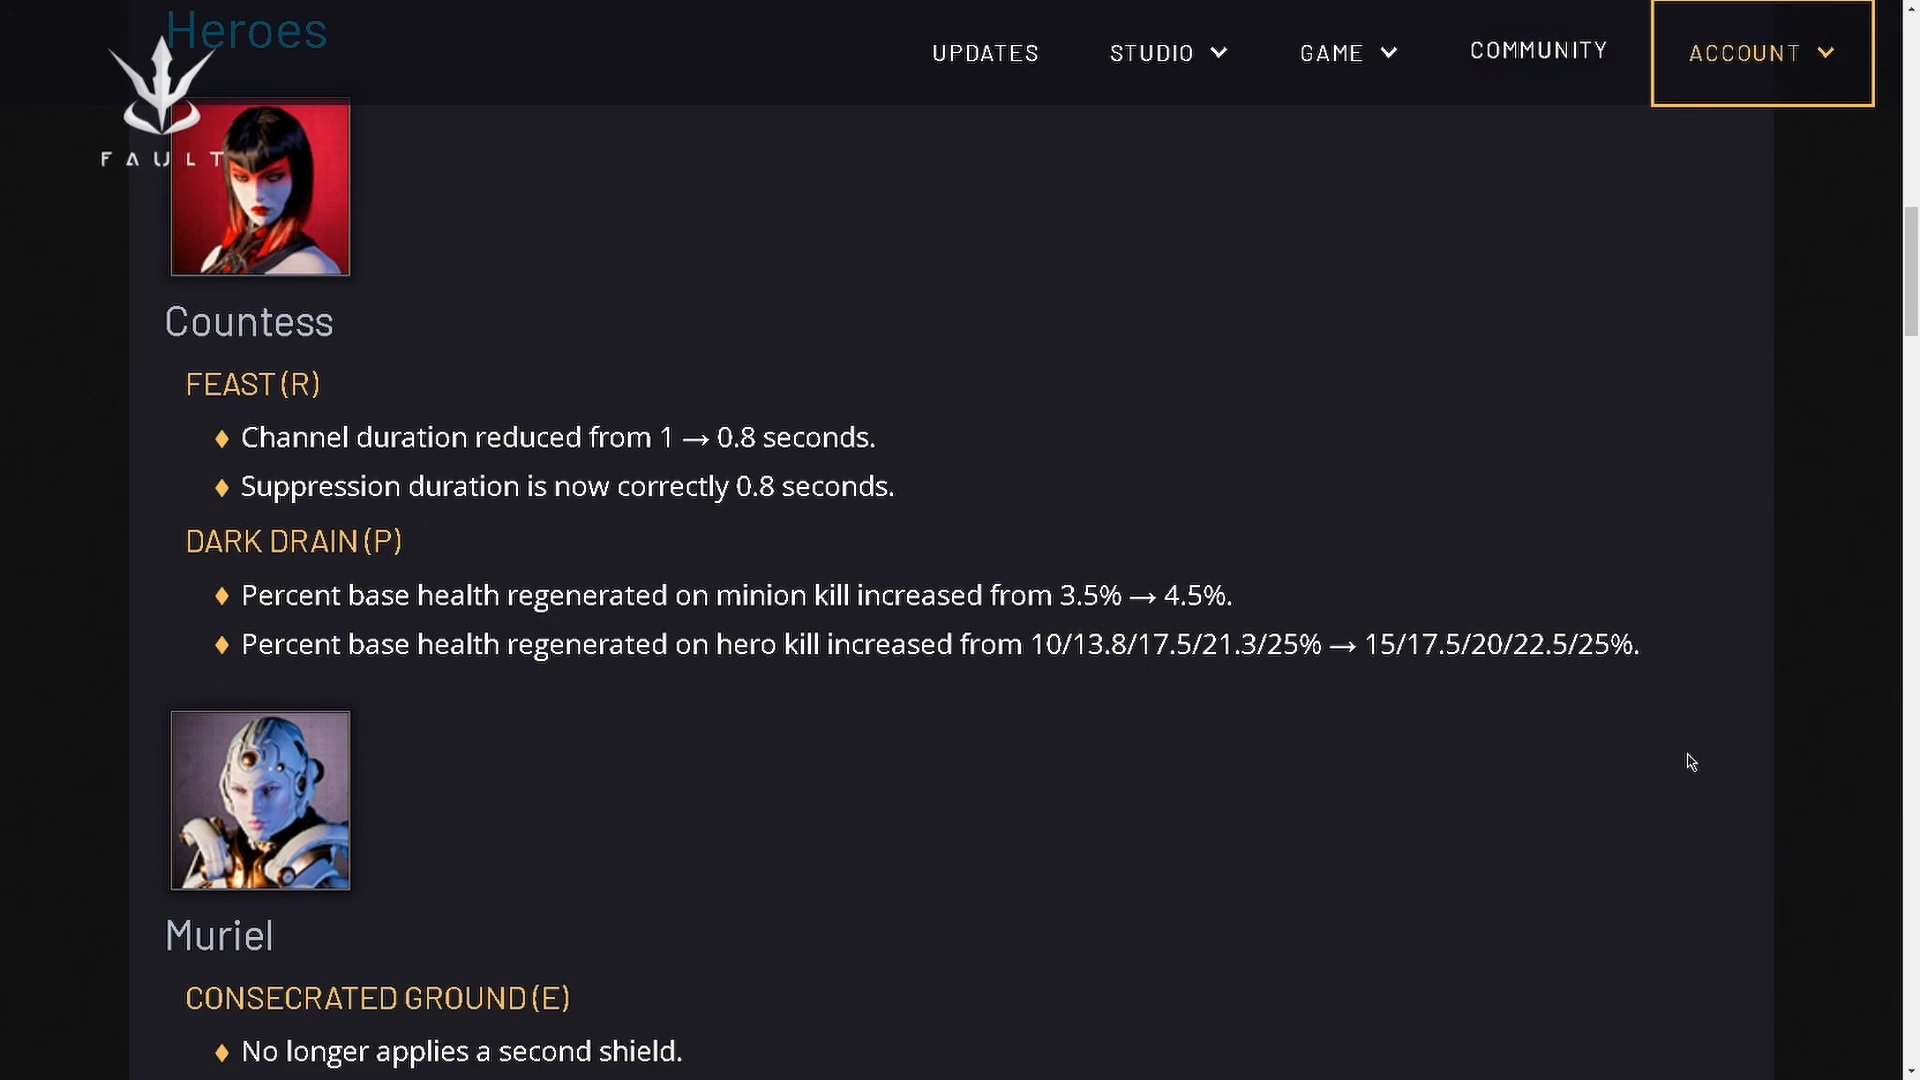 Heroes
UPDATES
STUDIO
GAME
COMMUNITY
ACCOUNT
FAULT
Countess
FEAST (R)
Channel duration reduced from 1 → 0.8 seconds.
Suppression duration is now correctly 0.8 seconds.
DARK DRAIN (P)
Percent base health regenerated on minion kill increased from 3.5% → 4.5%.
Percent base health regenerated on hero kill increased from 10/13.8/17.5/21.3/25% → 15/17.5/20/22.5/25%.
Muriel
CONSECRATED GROUND (E)
No longer applies a second shield.